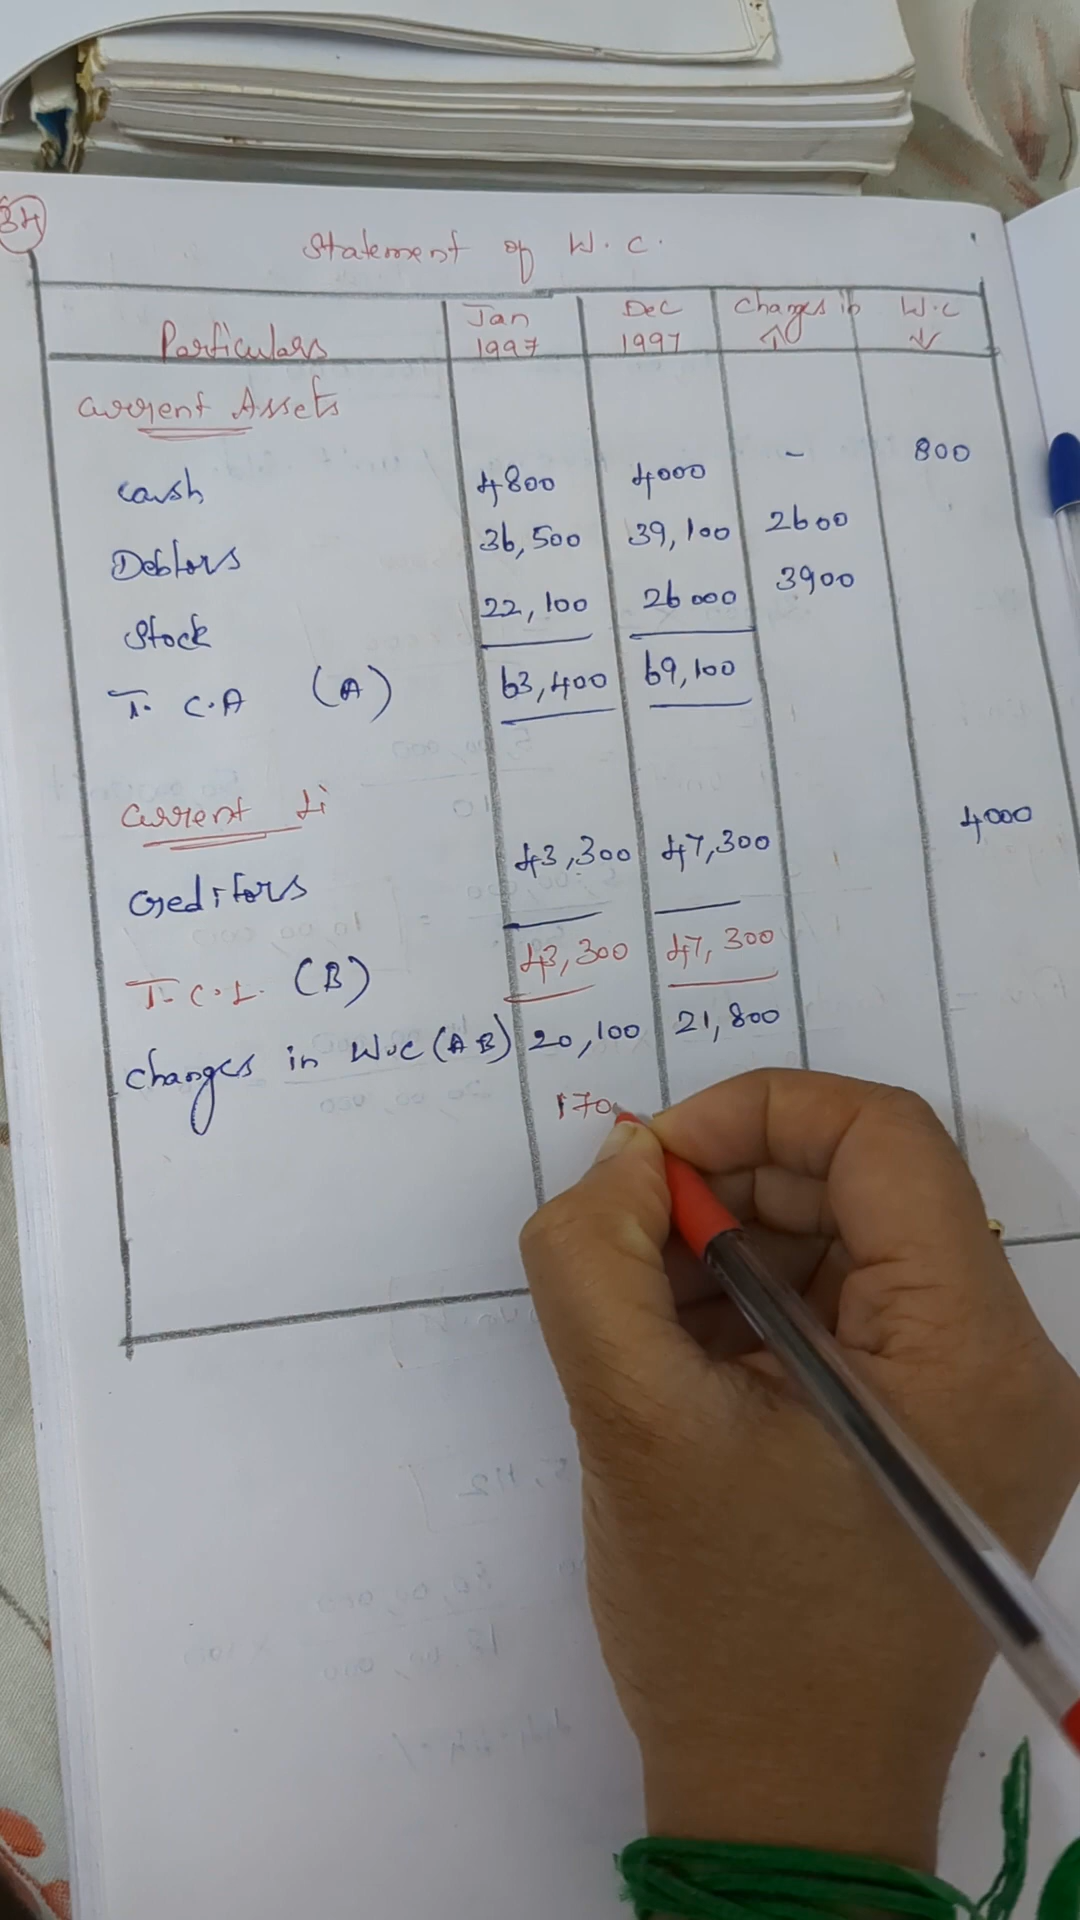 34
Statement of W.C.
Particulars Jan 1997 Dec 1997 Changes in ↑ W.C ↓
Current Assets
Cash 4800 4000 - 800
Debtors 36,500 39,100 2600
Stock 22,100 26000 3900
T. C.A (A) 63,400 69,100
Current Li
Creditors 43,300 47,300 4000
T.C.L. (B) 43,300 47,300
Changes in W.C (A B) 20,100 21,800
170